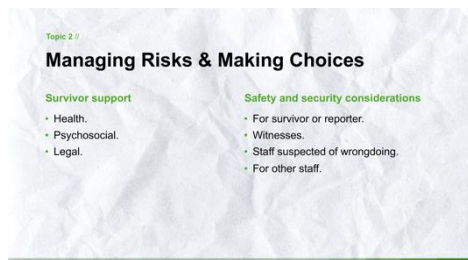 Topic 2 //
Managing Risks & Making Choices
Survivor support
• Health.
• Psychosocial.
• Legal.
Safety and security considerations
• For survivor or reporter.
• Witnesses.
• Staff suspected of wrongdoing.
• For other staff.